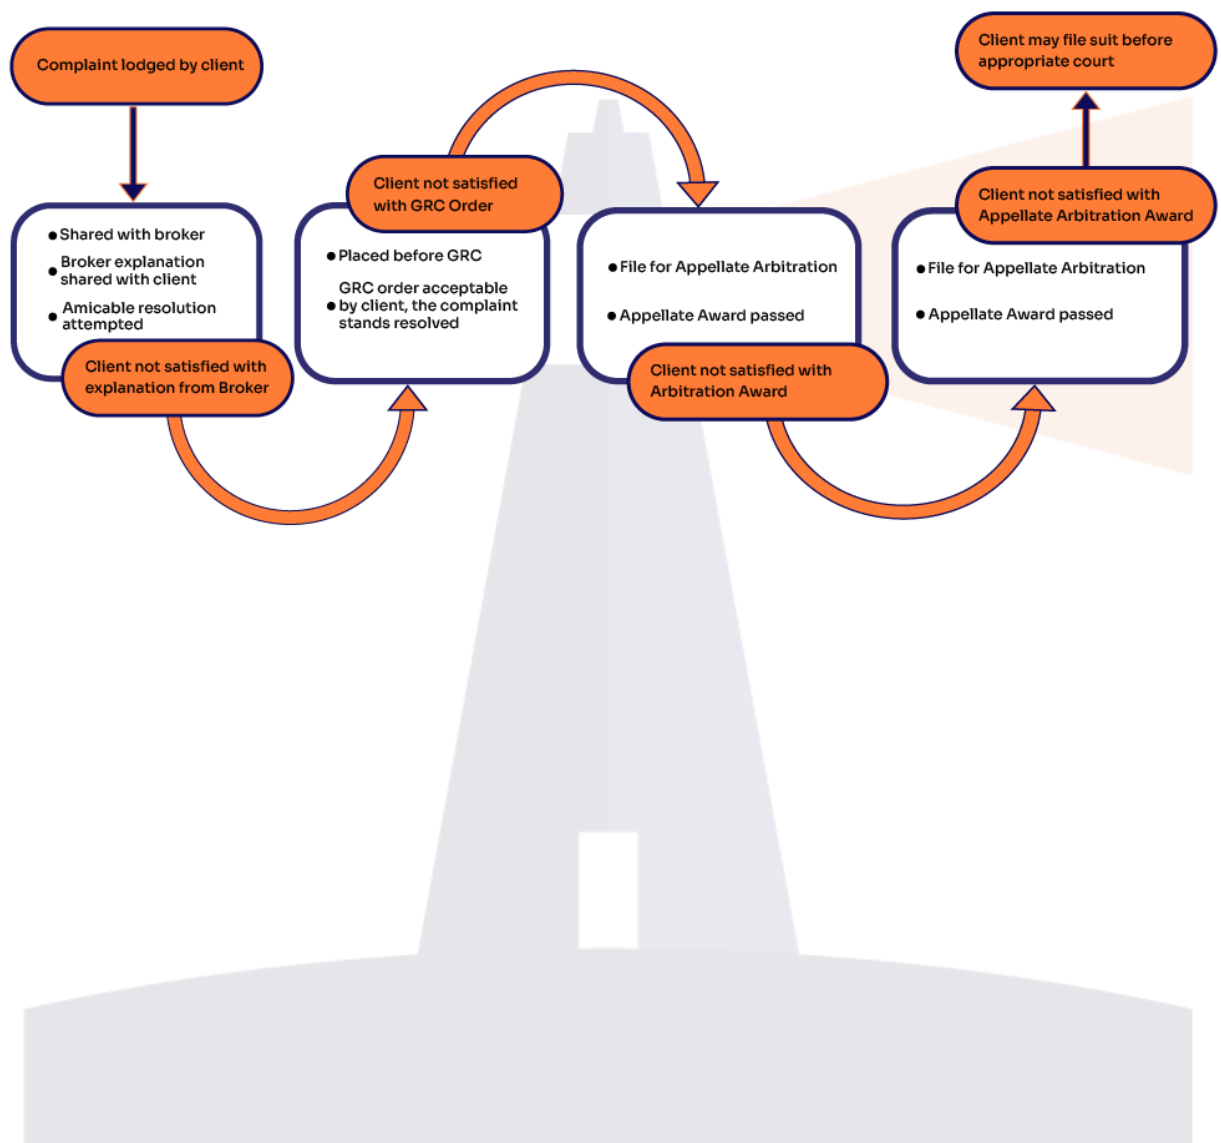 Complaint lodged by client
● Shared with broker
● Broker explanation
shared with client
● Amicable resolution
attempted
Client not satisfied with
explanation from Broker
Client not satisfied
with GRC Order
● Placed before GRC
GRC order acceptable
● by client, the complaint
stands resolved
● File for Appellate Arbitration
● Appellate Award passed
Client not satisfied with
Arbitration Award
Client may file suit before
appropriate court
Client not satisfied with
Appellate Arbitration Award
● File for Appellate Arbitration
● Appellate Award passed